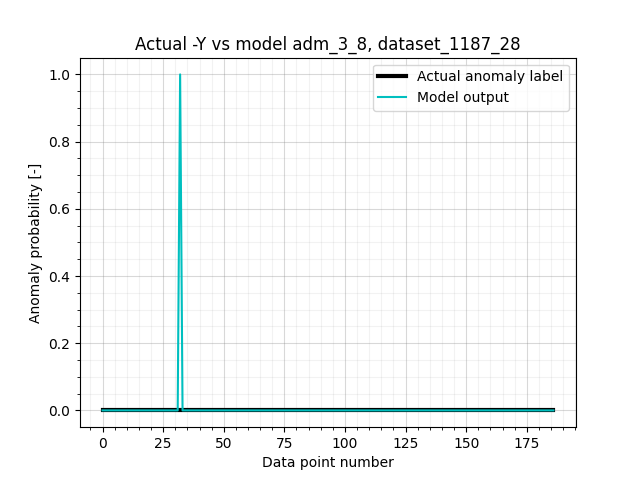 Actual -Y vs model adm_3_8, dataset_1187_28
Actual anomaly label
Model output
Anomaly probability [-]
1.0
0.8
0.6
0.4
0.2
0.0
0 25 50 75 100 125 150 175
Data point number